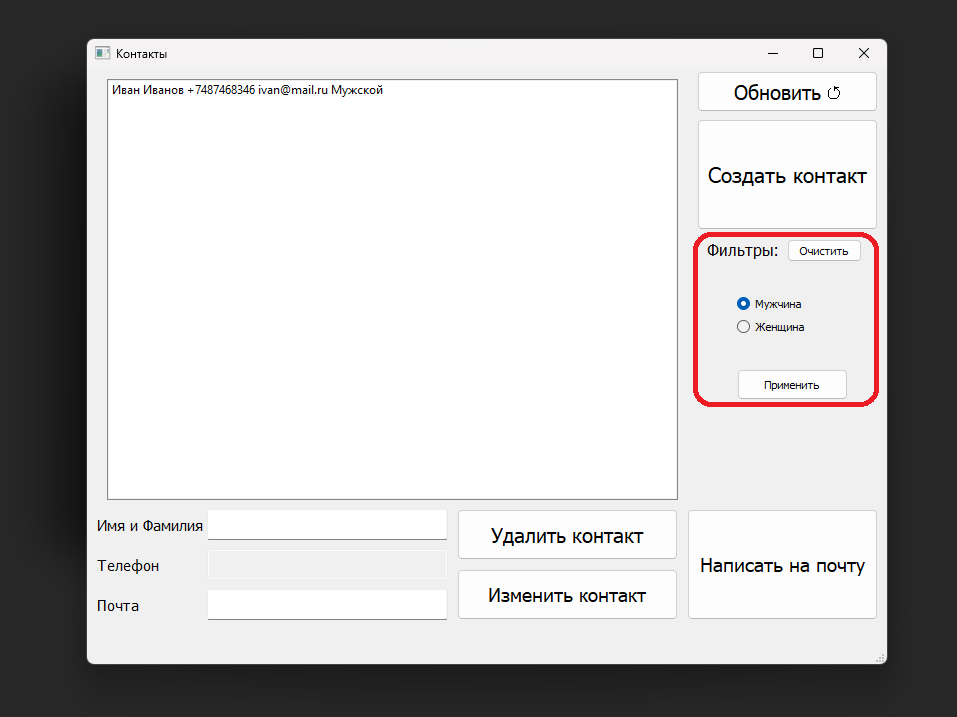 Контакты
Иван Иванов +7487468346 ivan@mail.ru Мужской
Обновить
Создать контакт
Фильтры: Очистить
Мужчина
Женщина
Применить
Имя и Фамилия
Телефон
Почта
Удалить контакт
Изменить контакт
Написать на почту